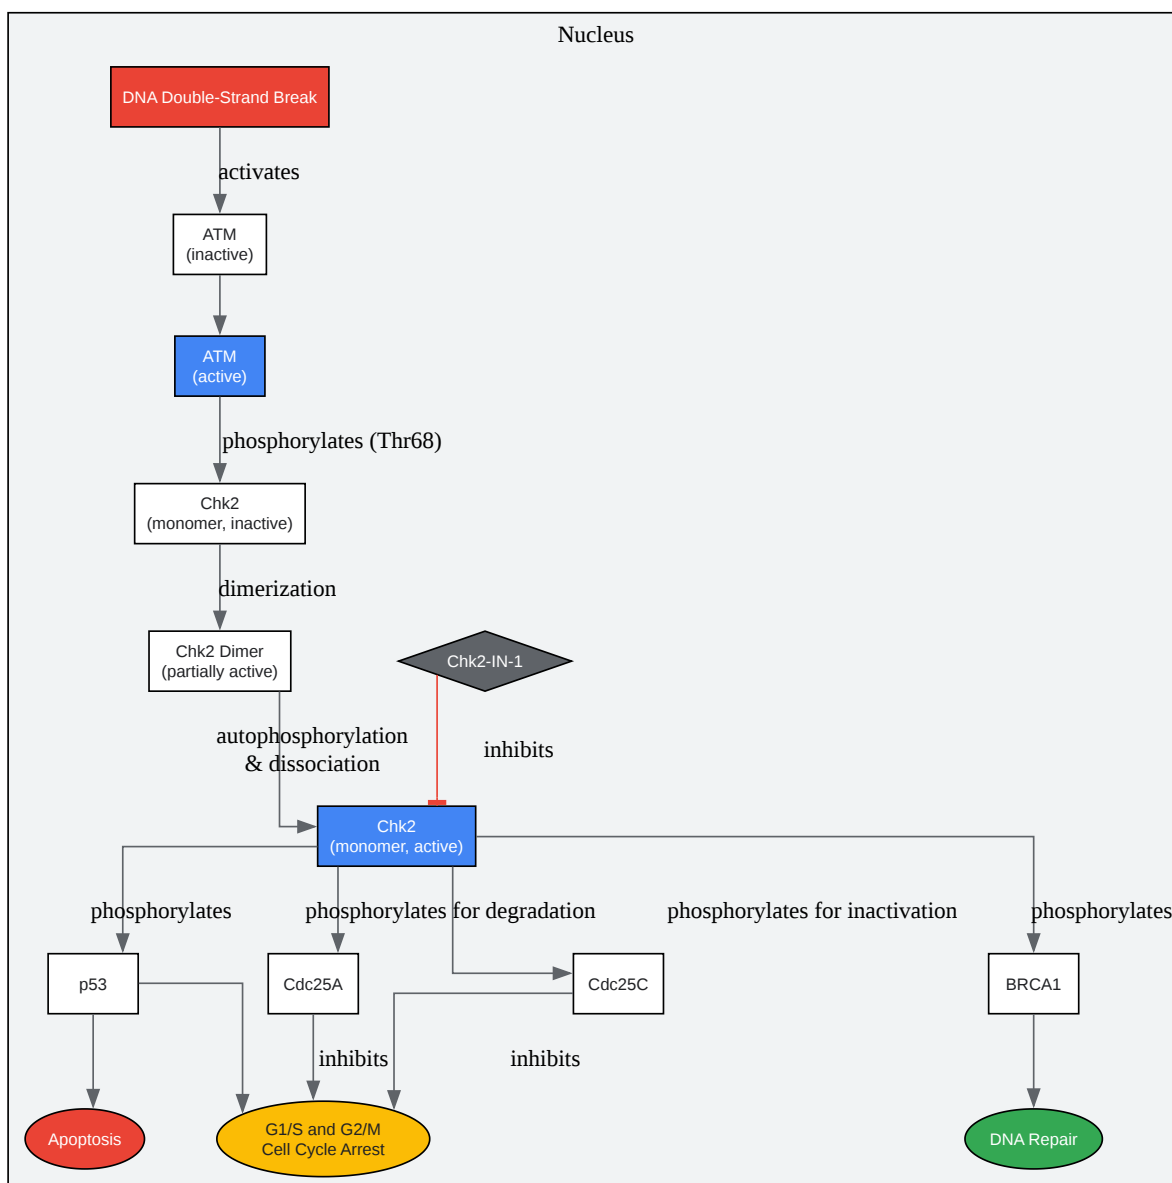 Nucleus
DNA Double-Strand Break
activates
ATM
(inactive)
ATM
(active)
phosphorylates (Thr68)
Chk2
(monomer, inactive)
dimerization
Chk2 Dimer
(partially active)
Chk2-IN-1
autophosphorylation
& dissociation
inhibits
Chk2
(monomer, active)
phosphorylates
phosphorylates for degradation
phosphorylates for inactivation
phosphorylates
p53
Cdc25A
Cdc25C
BRCA1
inhibits
inhibits
Apoptosis
G1/S and G2/M
Cell Cycle Arrest
DNA Repair